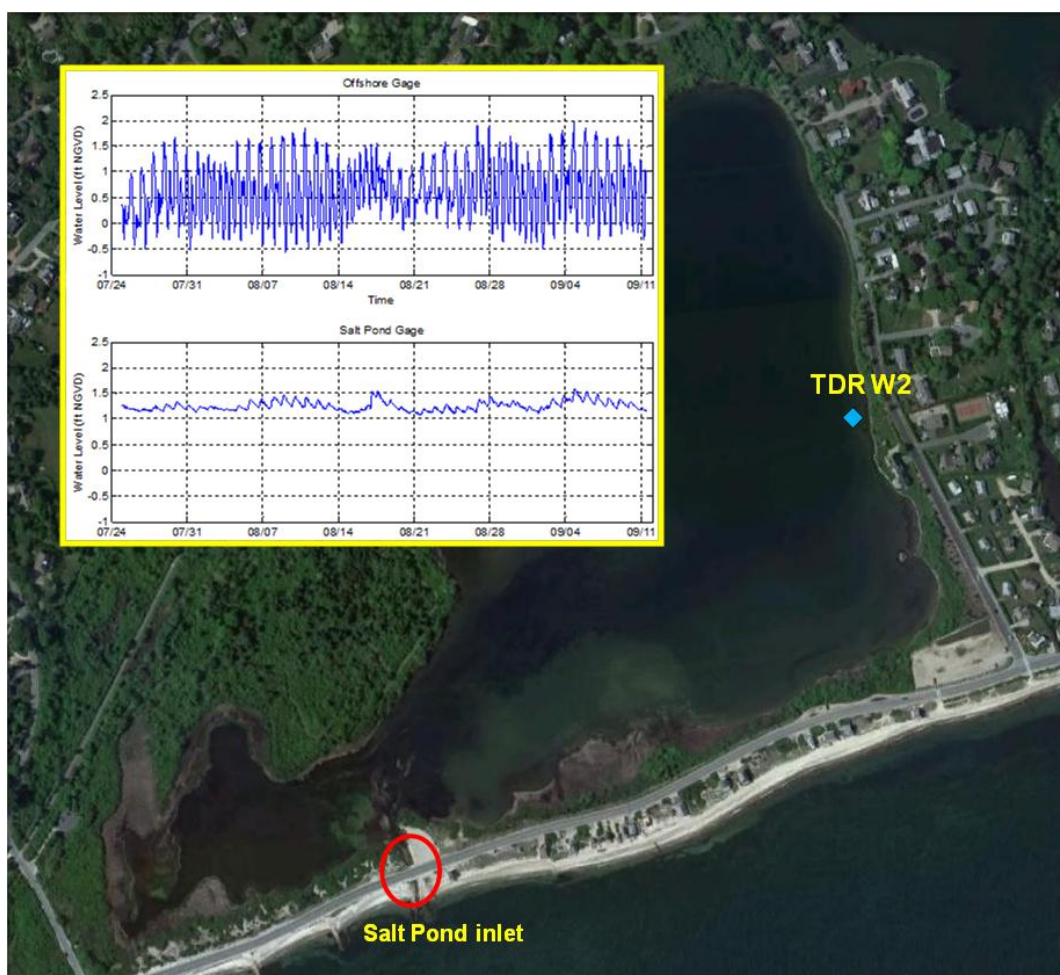 Offshore Gage
Water Level (ft NGVD)
2.5
2
1.5
1
0.5
0
-0.5
-1
07/24 07/31 08/07 08/14 08/21 08/28 09/04 09/11
Time
Salt Pond Gage
Water Level (ft NGVD)
2.5
2
1.5
1
0.5
0
-0.5
-1
07/24 07/31 08/07 08/14 08/21 08/28 09/04 09/11
TDR W2
Salt Pond inlet